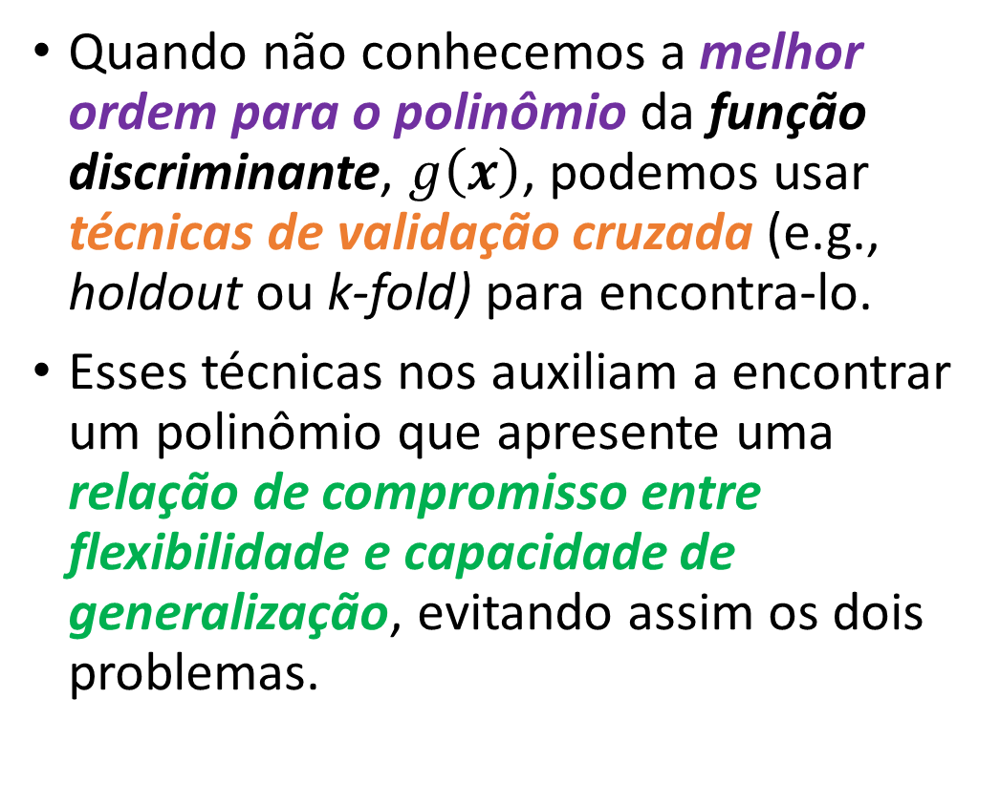 • Quando não conhecemos a melhor
ordem para o polinômio da função
discriminante, g(x), podemos usar
técnicas de validação cruzada (e.g.,
holdout ou k-fold) para encontra-lo.
• Esses técnicas nos auxiliam a encontrar
um polinômio que apresente uma
relação de compromisso entre
flexibilidade e capacidade de
generalização, evitando assim os dois
problemas.